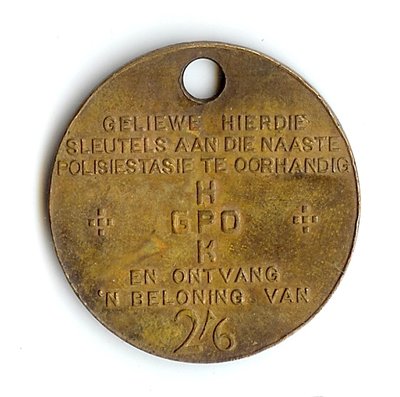 GELIEWE HIERDIE
SLEUTELS AAN DIE NAASTE
POLISIESTASIE TE OORHANDIG
H
GPO
K
EN ONTVANG
'N BELONING VAN
2/6